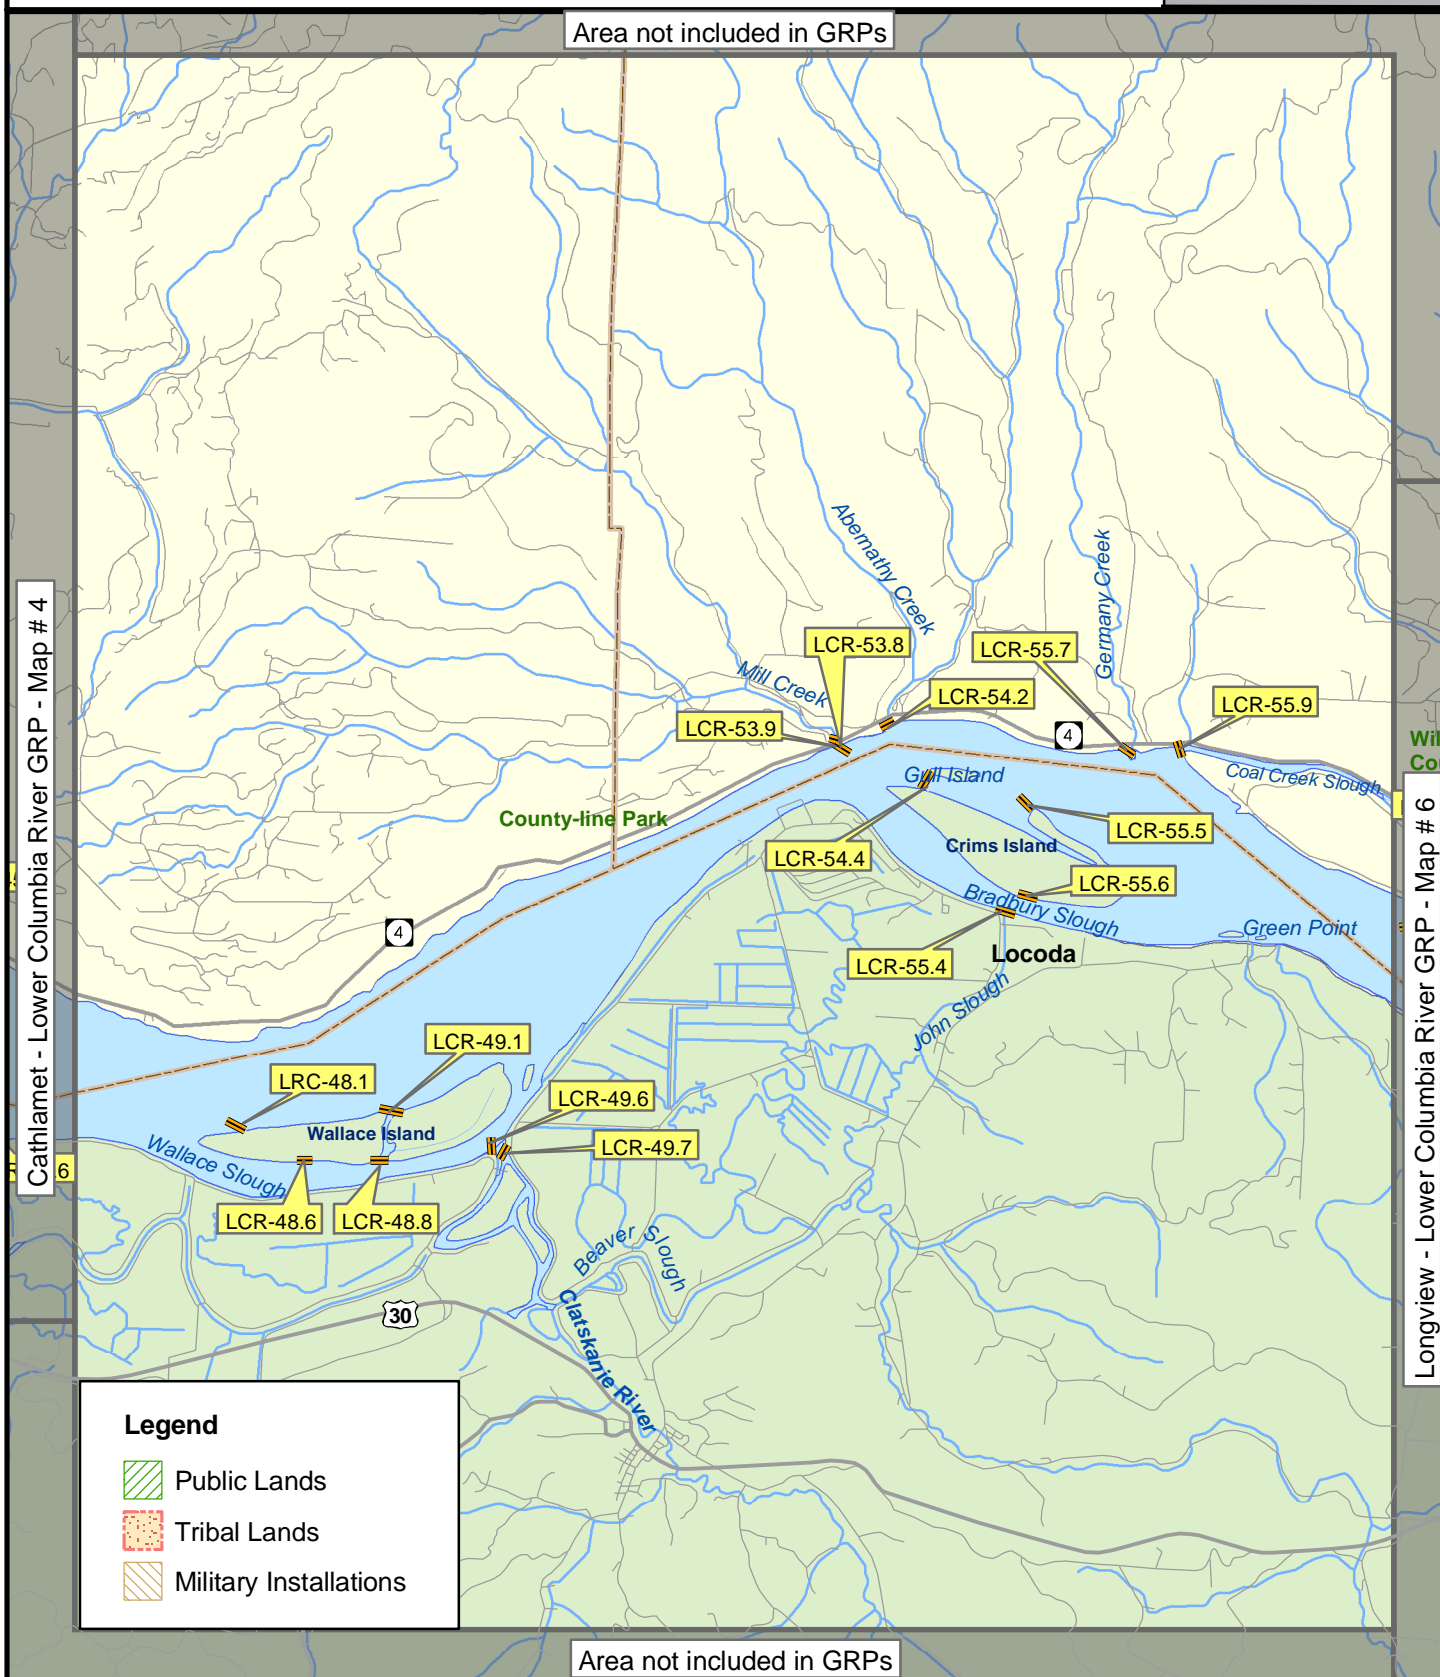 Area not included in GRPs
Cathlamet - Lower Columbia River GRP - Map # 4
Abernathy Creek
Germany Creek
LCR-53.8
LCR-55.7
Mill Creek
LCR-54.2
LCR-55.9
LCR-53.9
4
Wil
Cou
Gull Island
Coal Creek Slough
County-line Park
LCR-55.5
Crims Island
LCR-54.4
LCR-55.6
Bradbury Slough
Green Point
4
Locoda
LCR-55.4
John Slough
Longview - Lower Columbia River GRP - Map # 6
LCR-49.1
LRC-48.1
LCR-49.6
Wallace Island
LCR-49.7
Wallace Slough
6
LCR-48.6
LCR-48.8
Beaver Slough
30
Clatskanie River
Legend
Public Lands
Tribal Lands
Military Installations
Area not included in GRPs